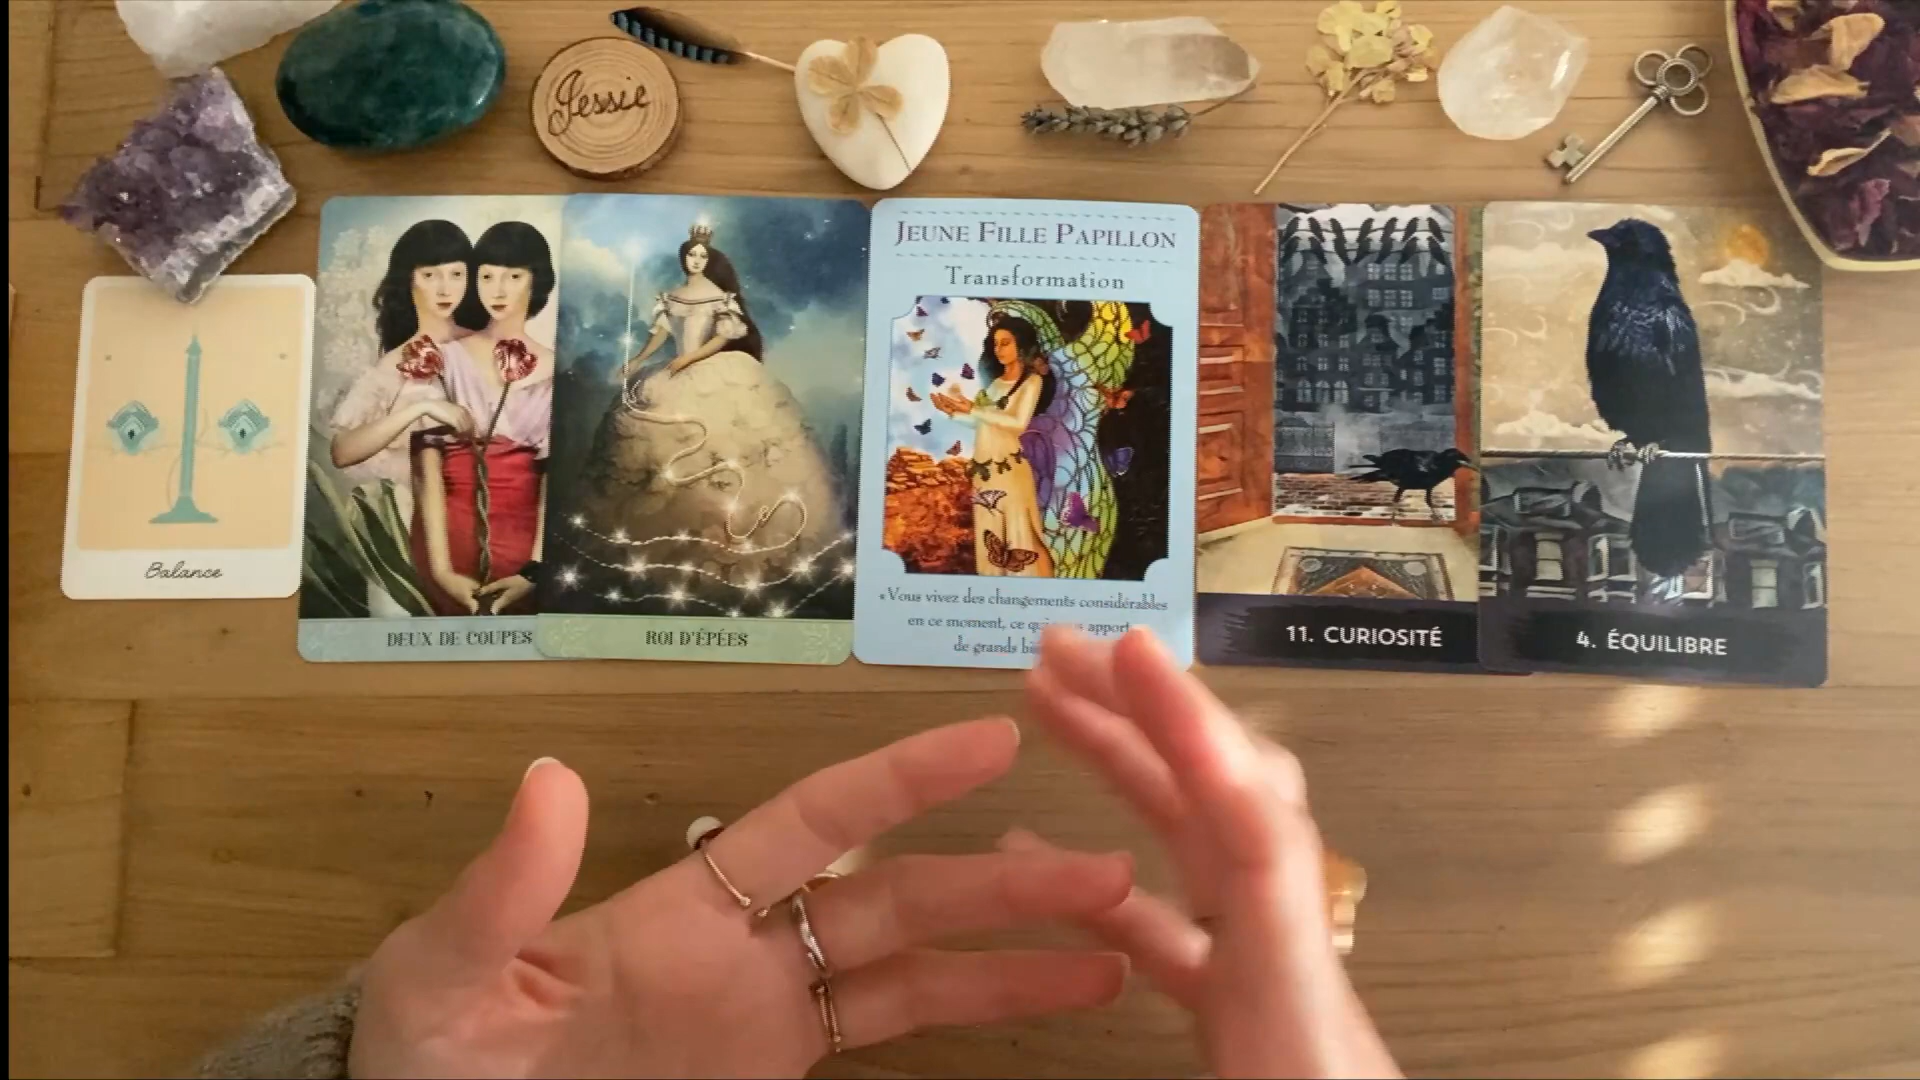 Jessie
JEUNE FILLE PAPILLON
Transformation
«Vous vivez des changements considérables
en ce moment, ce
de grands
Balance
DEUX DE COUPES
ROI D'ÉPÉES
11. CURIOSITÉ
4. ÉQUILIBRE